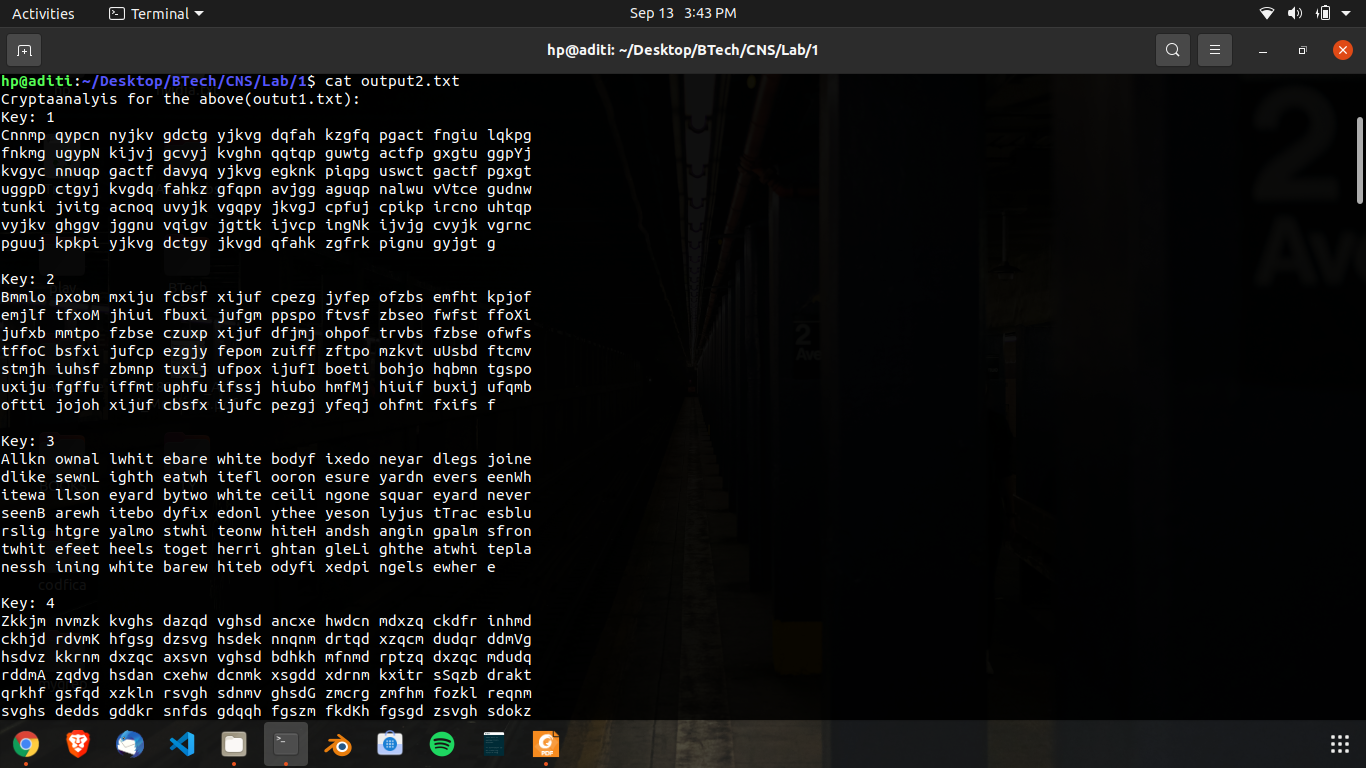 Activities Terminal Sep 13 3:43 PM
hp@aditi: ~/Desktop/BTech/CNS/Lab/1
hp@aditi:~/Desktop/BTech/CNS/Lab/1$ cat output2.txt
Cryptaanalyis for the above(outut1.txt):
Key: 1
Cnnmp qypcn nyjkv gdctg yjkvg dqfah kzgfq pgact fngiu lqkpg
fnkmg ugypN kijvj gcvyj kvghn qqtqp guwtg actfp gxgtu ggpYj
kvgyc nnuqp gactf davyq yjkvg egknk piqpg uswct gactf pgxgt
uggpD ctgyj kvgdq fahkz gfqpn avjgg aguqp nalwu vVtce gudnw
tunki jvitg acnoq uvyjk vgqpy jkvgJ cpfuj cpikp ircno uhtqp
vyjkv ghggv jggnu vqigv jgttk ijvcp ingNk ijvjg cvyjk vgrnc
pguuj kpkpi yjkvg dctgy jkvgd qfahk zgfrk pignu gyjgt g
Key: 2
Bmmlo pxobm mxiju fcbsf xijuf cpezg jyfep ofzbs emfht kpjof
emjlf tfxoM jhiui fbuxi jufgm ppspo ftvsf zbseo fwfst ffoXi
jufxb mmtpo fzbse czuxp xijuf dfjmj ohpof trvbs fzbse ofwfs
tffoC bsfxi jufcp ezgjy fepom zuiff zftpo mzkvt uUsbd ftcmv
stmjh iuhsf zbmnp tuxij ufpox ijufI boeti bohjo hqbmn tgspo
uxiju fgffu iffmt uphfu ifssj hiubo hmfMj hiuif buxij ufqmb
oftti jojoh xijuf cbsfx ijufc pezgj yfeqj ohfmt fxifs f
Key: 3
Allkn ownal lwhit ebare white bodyf ixedo neyar dlegs joine
dlike sewnL ighth eatwh itefl ooron esure yardn evers eenWh
itewa llson eyard bytwo white ceili ngone squar eyard never
seenB arewh itebo dyfix edonl ythee yeson lyjus tTrac esblu
rslig htgre yalmo stwhi teonw hiteH andsh angin gpalm sfron
twhit efeet heels toget herri ghtan gleLi ghthe atwhi tepla
nessh ining white barew hiteb odyfi xedpi ngels ewher e
Key: 4
Zkkjm nvmzk kvghs dazqd vghsd ancxe hwdcn mdxzq ckdfr inhmd
ckhjd rdvmK hfgsg dzsvg hsdek nnqnm drtqd xzqcm dudqr ddmVg
hsdvz kkrnm dxzqc axsvn vghsd bdhkh mfnmd rptzq dxzqc mdudq
rddmA zqdvg hsdan cxehw dcnmk xsgdd xdrnm kxitr sSqzb drakt
qrkhf gsfqd xzkln rsvgh sdnmv ghsdG zmcrg zmfhm fozkl reqnm
svghs dedds gddkr snfds gdqqh fgszm fkdKh fgsgd zsvgh sdokz